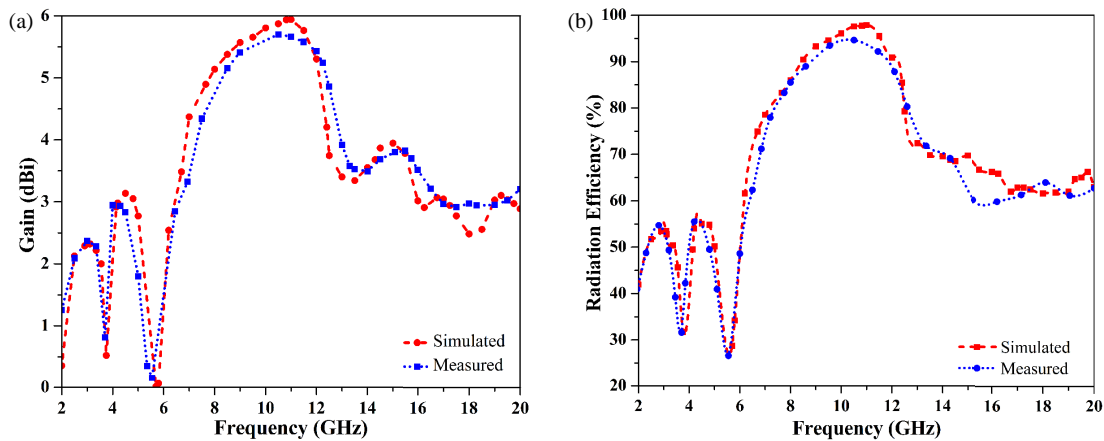 (a)
6
5
4
3
2
1
0
Gain (dBi)
2 4 6 8 10 12 14 16 18 20
Frequency (GHz)
Simulated
Measured
(b)
100
90
80
70
60
50
40
30
20
Radiation Efficiency (%)
2 4 6 8 10 12 14 16 18 20
Frequency (GHz)
Simulated
Measured